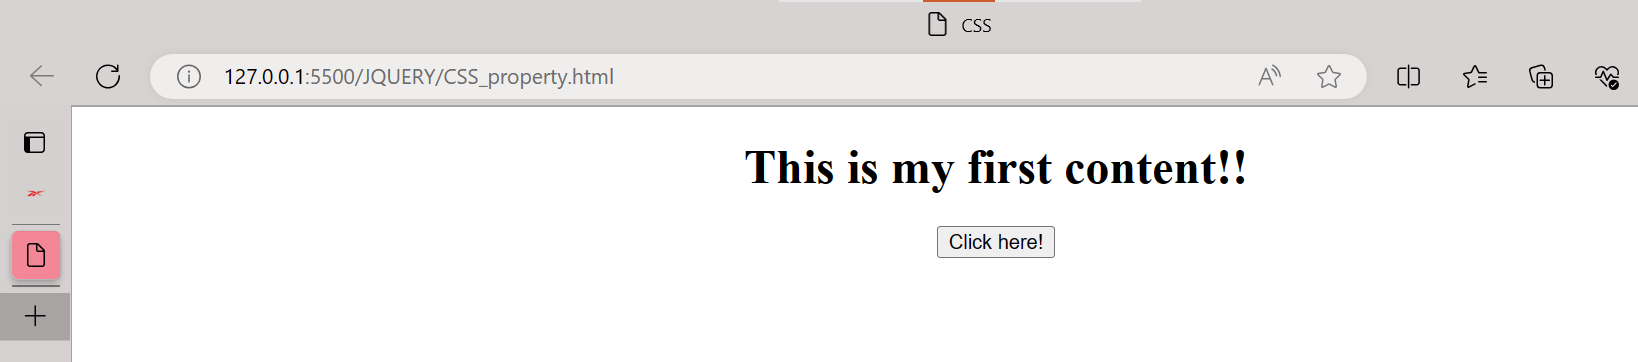 CSS
127.0.0.1:5500/JQUERY/CSS_property.html
This is my first content!!
Click here!